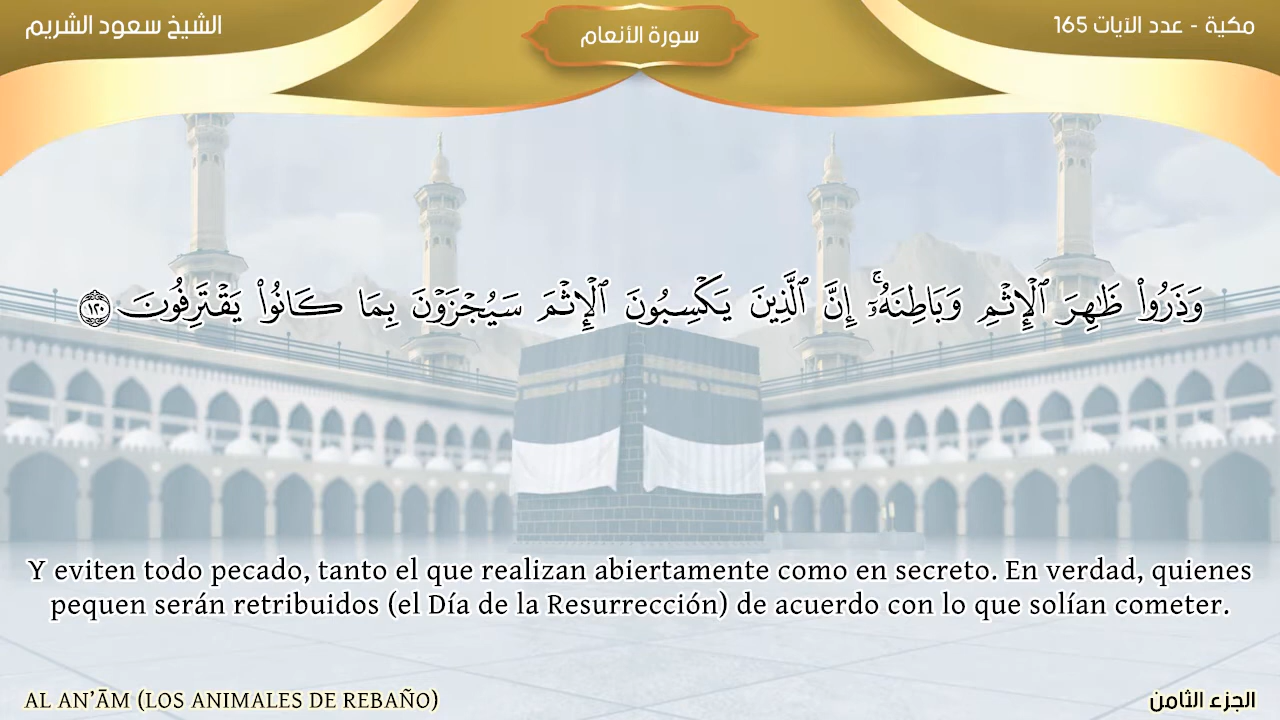 الشيخ سعود الشريم
سورة الأنعام
مكية - عدد الآيات 165
وَذَرُوا۟ ظَـٰهِرَ ٱلْإِثْمِ وَبَاطِنَهُۥٓ ۚ إِنَّ ٱلَّذِينَ يَكْسِبُونَ ٱلْإِثْمَ سَيُجْزَوْنَ بِمَا كَانُوا۟ يَقْتَرِفُونَ ١٢٠
Y eviten todo pecado, tanto el que realizan abiertamente como en secreto. En verdad, quienes
pequen serán retribuidos (el Día de la Resurrección) de acuerdo con lo que solían cometer.
AL AN’ĀM (LOS ANIMALES DE REBAÑO)
الجزء الثامن